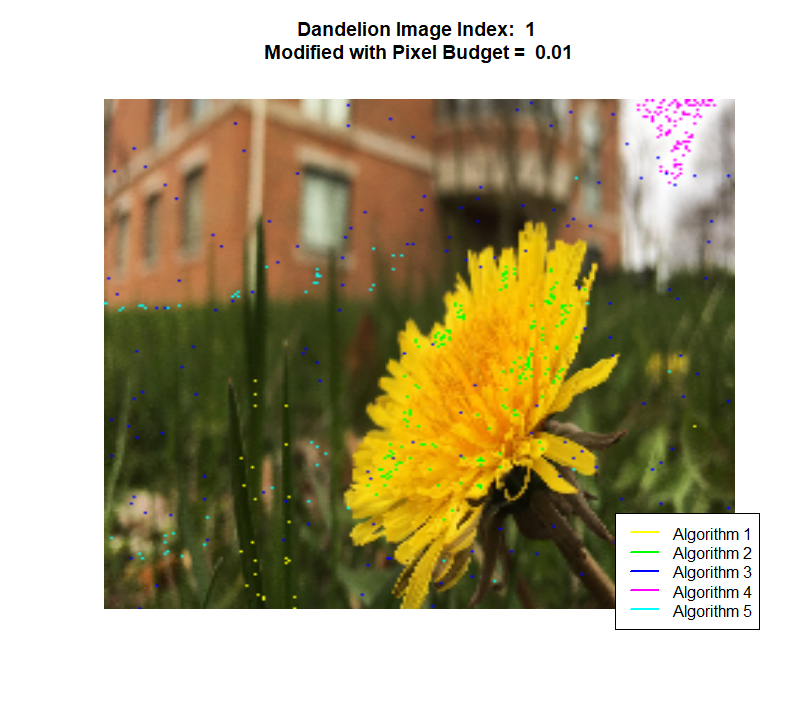 Dandelion Image Index:  1
Modified with Pixel Budget =  0.01
Algorithm 1
Algorithm 2
Algorithm 3
Algorithm 4
Algorithm 5